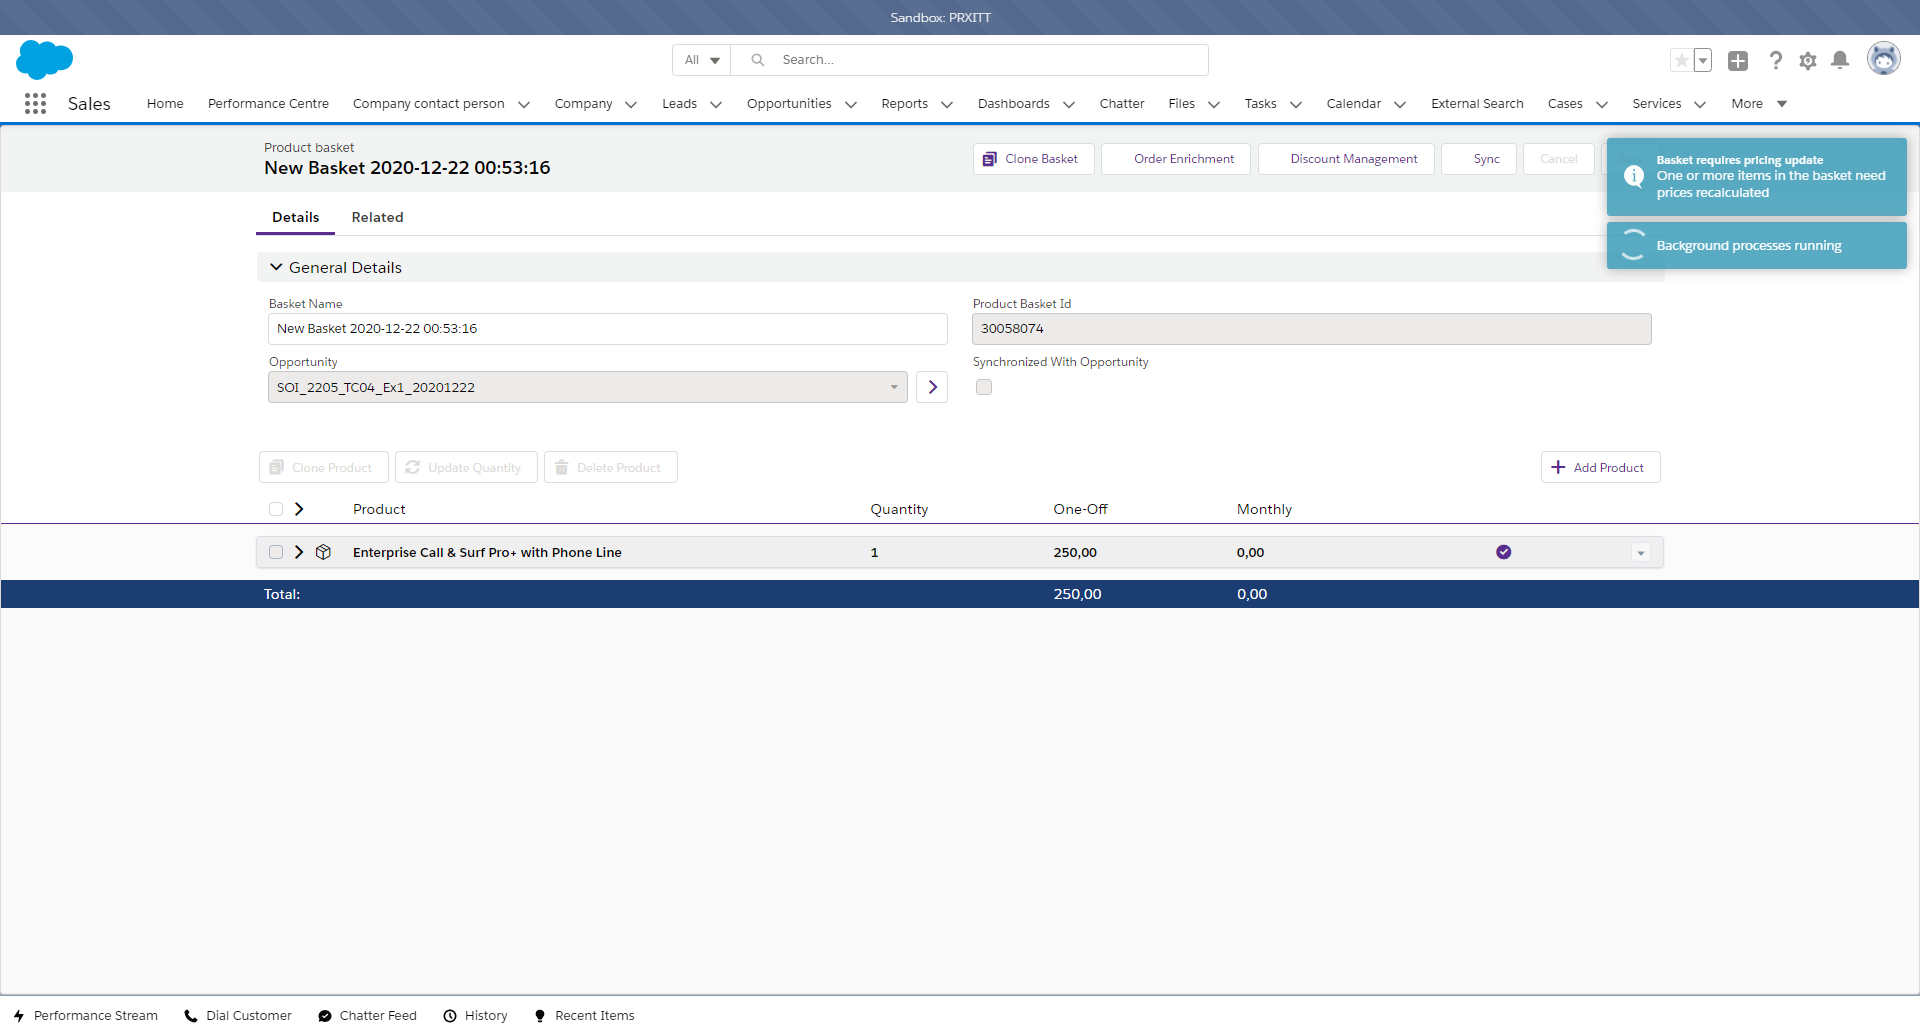 Sandbox: PRXITT
All
Search...
Sales
Home
Performance Centre
Company contact person
Company
Leads
Opportunities
Reports
Dashboards
Chatter
Files
Tasks
Calendar
External Search
Cases
Services
More
Product basket
New Basket 2020-12-22 00:53:16
Clone Basket
Order Enrichment
Discount Management
Sync
Cancel
Basket requires pricing update
One or more items in the basket need
prices recalculated
Background processes running
Details
Related
General Details
Basket Name
New Basket 2020-12-22 00:53:16
Product Basket Id
30058074
Opportunity
SOI_2205_TC04_Ex1_20201222
Synchronized With Opportunity
Clone Product
Update Quantity
Delete Product
Add Product
Product Quantity One-Off Monthly
Enterprise Call & Surf Pro+ with Phone Line 1 250,00 0,00
Total: 250,00 0,00
Performance Stream
Dial Customer
Chatter Feed
History
Recent Items